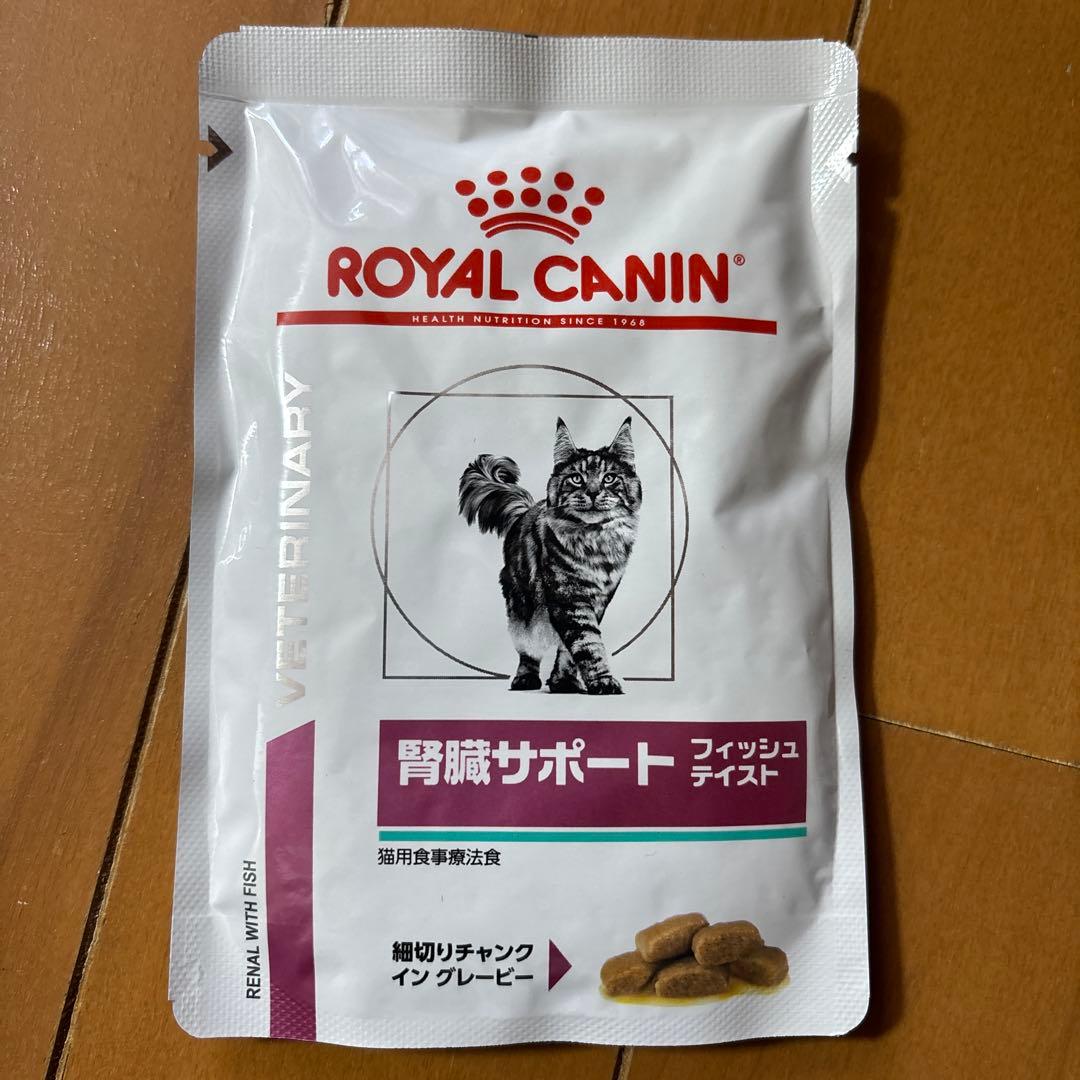 ROYAL CANIN®
HEALTH NUTRITION SINCE 1968
VETERINARY
腎臓サポート フィッシュ
テイスト
猫用食事療法食
RENAL WITH FISH
細切りチャンク
イン グレービー